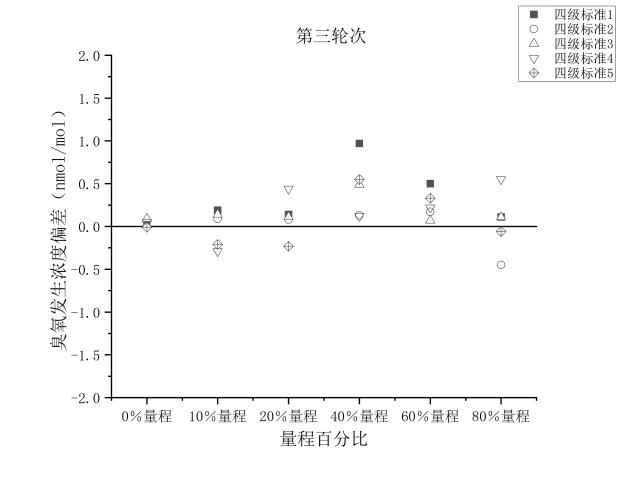 第三轮次
四级标准1
四级标准2
四级标准3
四级标准4
四级标准5
臭氧发生浓度偏差（nmol/mol）
2.0
1.5
1.0
0.5
0.0
-0.5
-1.0
-1.5
-2.0
0%量程 10%量程 20%量程 40%量程 60%量程 80%量程
量程百分比